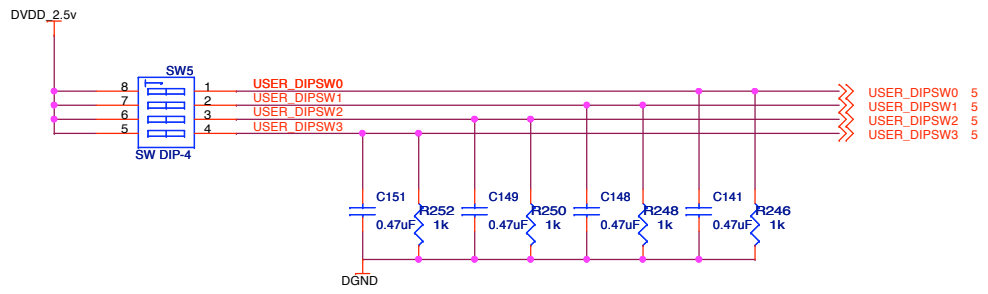 DVDD_2.5v
SW5
8 1 USER_DIPSW0 USER_DIPSW0 5
7 2 USER_DIPSW1 USER_DIPSW1 5
6 3 USER_DIPSW2 USER_DIPSW2 5
5 4 USER_DIPSW3 USER_DIPSW3 5
SW DIP-4
C151 R252 C149 R250 C148 R248 C141 R246
0.47uF 1k 0.47uF 1k 0.47uF 1k 0.47uF 1k
DGND